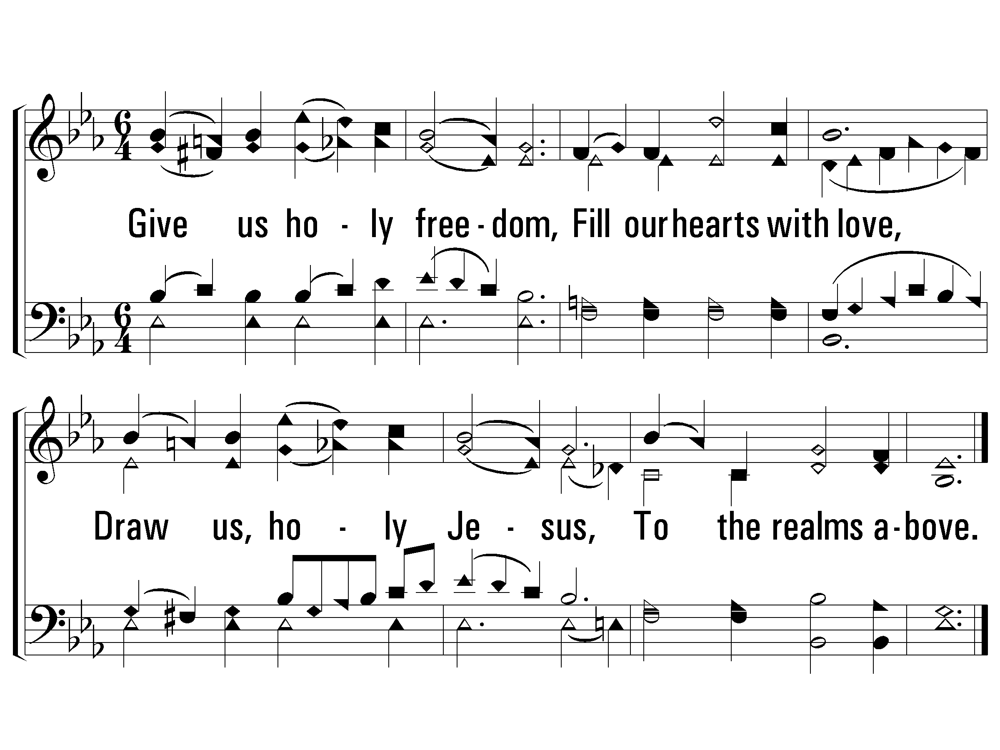 Give us ho - ly free - dom, Fill our hearts with love,
Draw us, ho - ly Je - sus, To the realms a - bove.